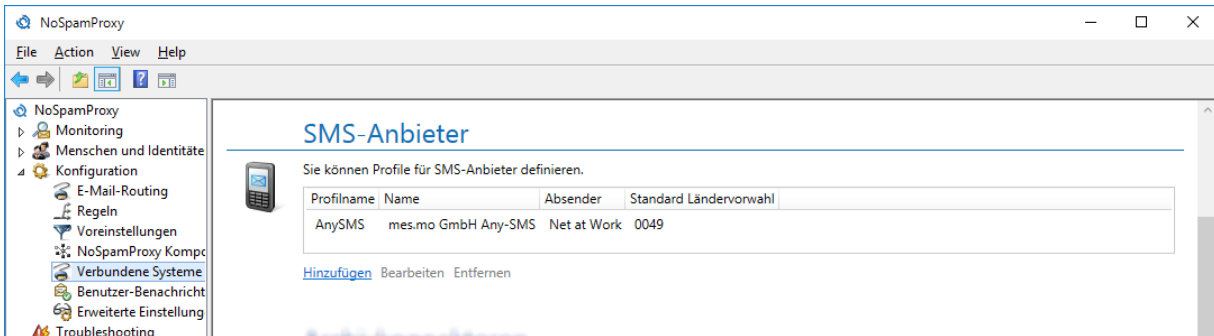 NoSpamProxy
File Action View Help
NoSpamProxy
Monitoring
Menschen und Identitäte
Konfiguration
E-Mail-Routing
Regeln
Voreinstellungen
NoSpamProxy Kompo
Verbundene Systeme
Benutzer-Benachricht
Erweiterte Einstellung
Troubleshooting
SMS-Anbieter
Sie können Profile für SMS-Anbieter definieren.
Profilname Name Absender Standard Ländervorwahl
AnySMS mes.mo GmbH Any-SMS Net at Work 0049
Hinzufügen Bearbeiten Entfernen